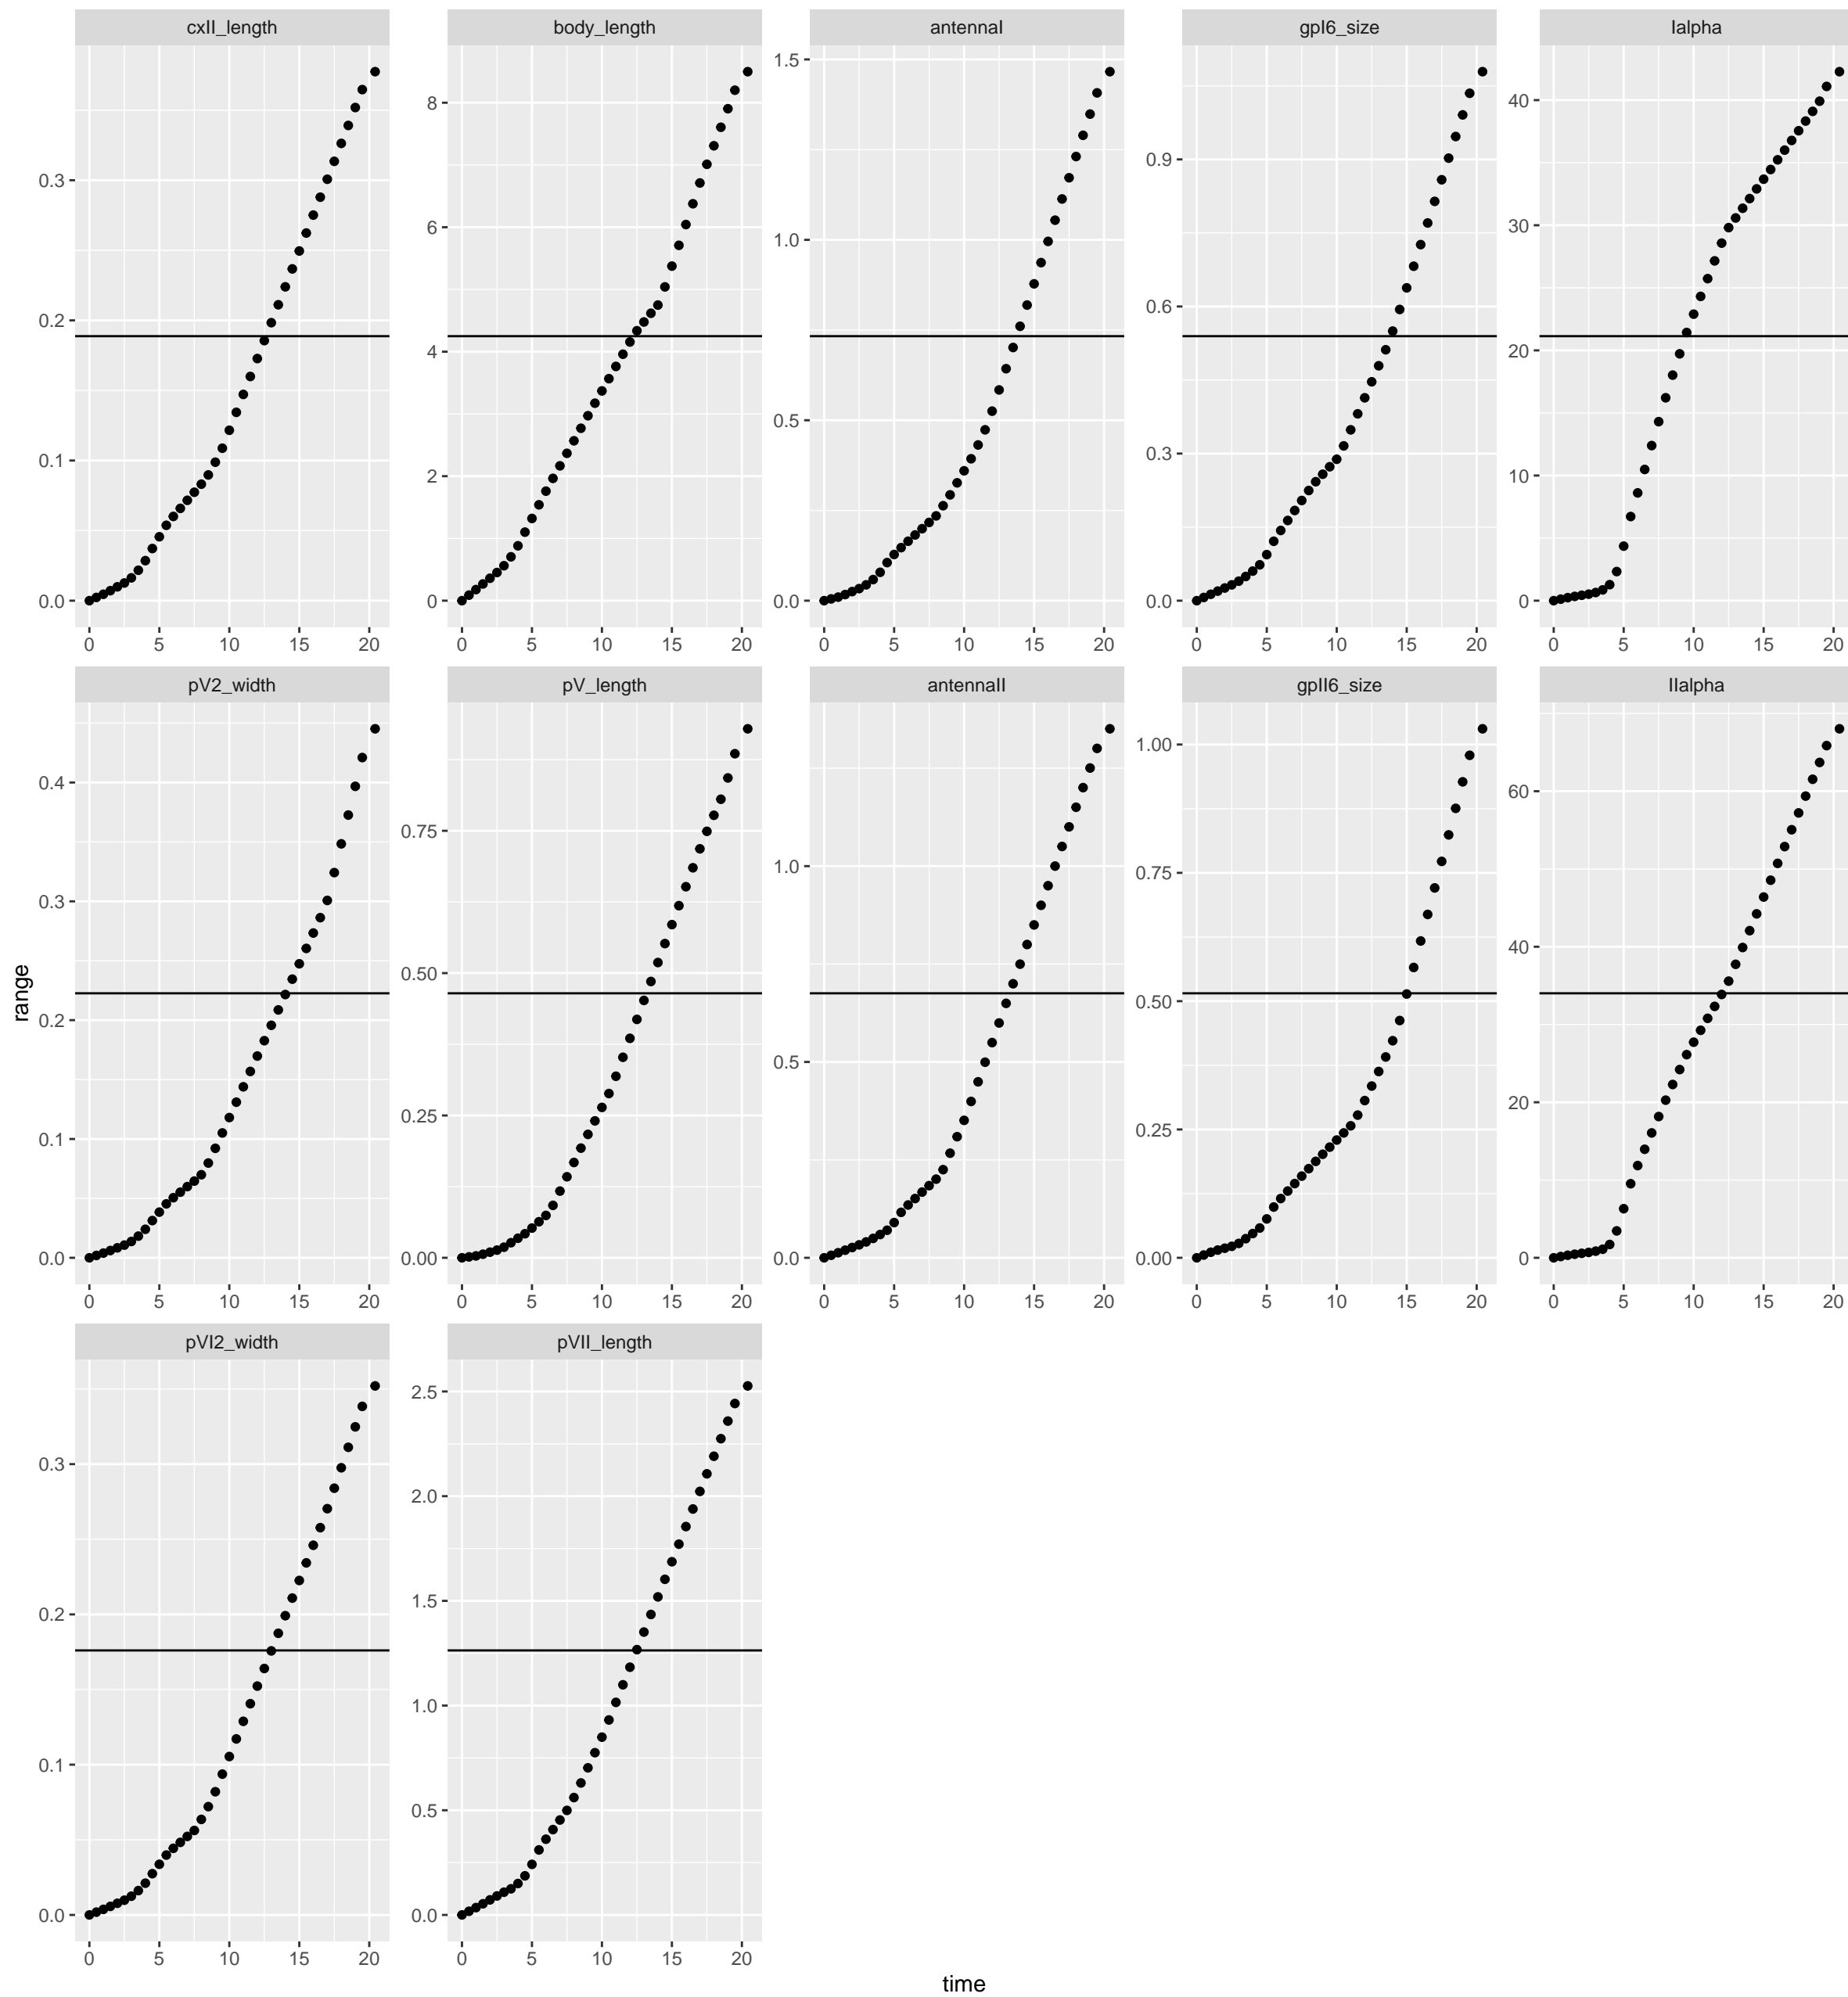 cxII_length body_length antennaI gpI6_size Ialpha
0.3 0.2 0.1 0.0
8 6 4 2 0
1.5 1.0 0.5 0.0
0.9 0.6 0.3 0.0
40 30 20 10 0
0 5 10 15 20 0 5 10 15 20 0 5 10 15 20 0 5 10 15 20 0 5 10 15 20
pV2_width pV_length antennaII gpII6_size IIalpha
0.4 0.3 0.2 0.1 0.0
0.75 0.50 0.25 0.00
1.0 0.5 0.0
1.00 0.75 0.50 0.25 0.00
60 40 20 0
0 5 10 15 20 0 5 10 15 20 0 5 10 15 20 0 5 10 15 20 0 5 10 15 20
range
pVI2_width pVII_length
0.3 0.2 0.1 0.0
2.5 2.0 1.5 1.0 0.5 0.0
0 5 10 15 20 0 5 10 15 20
time